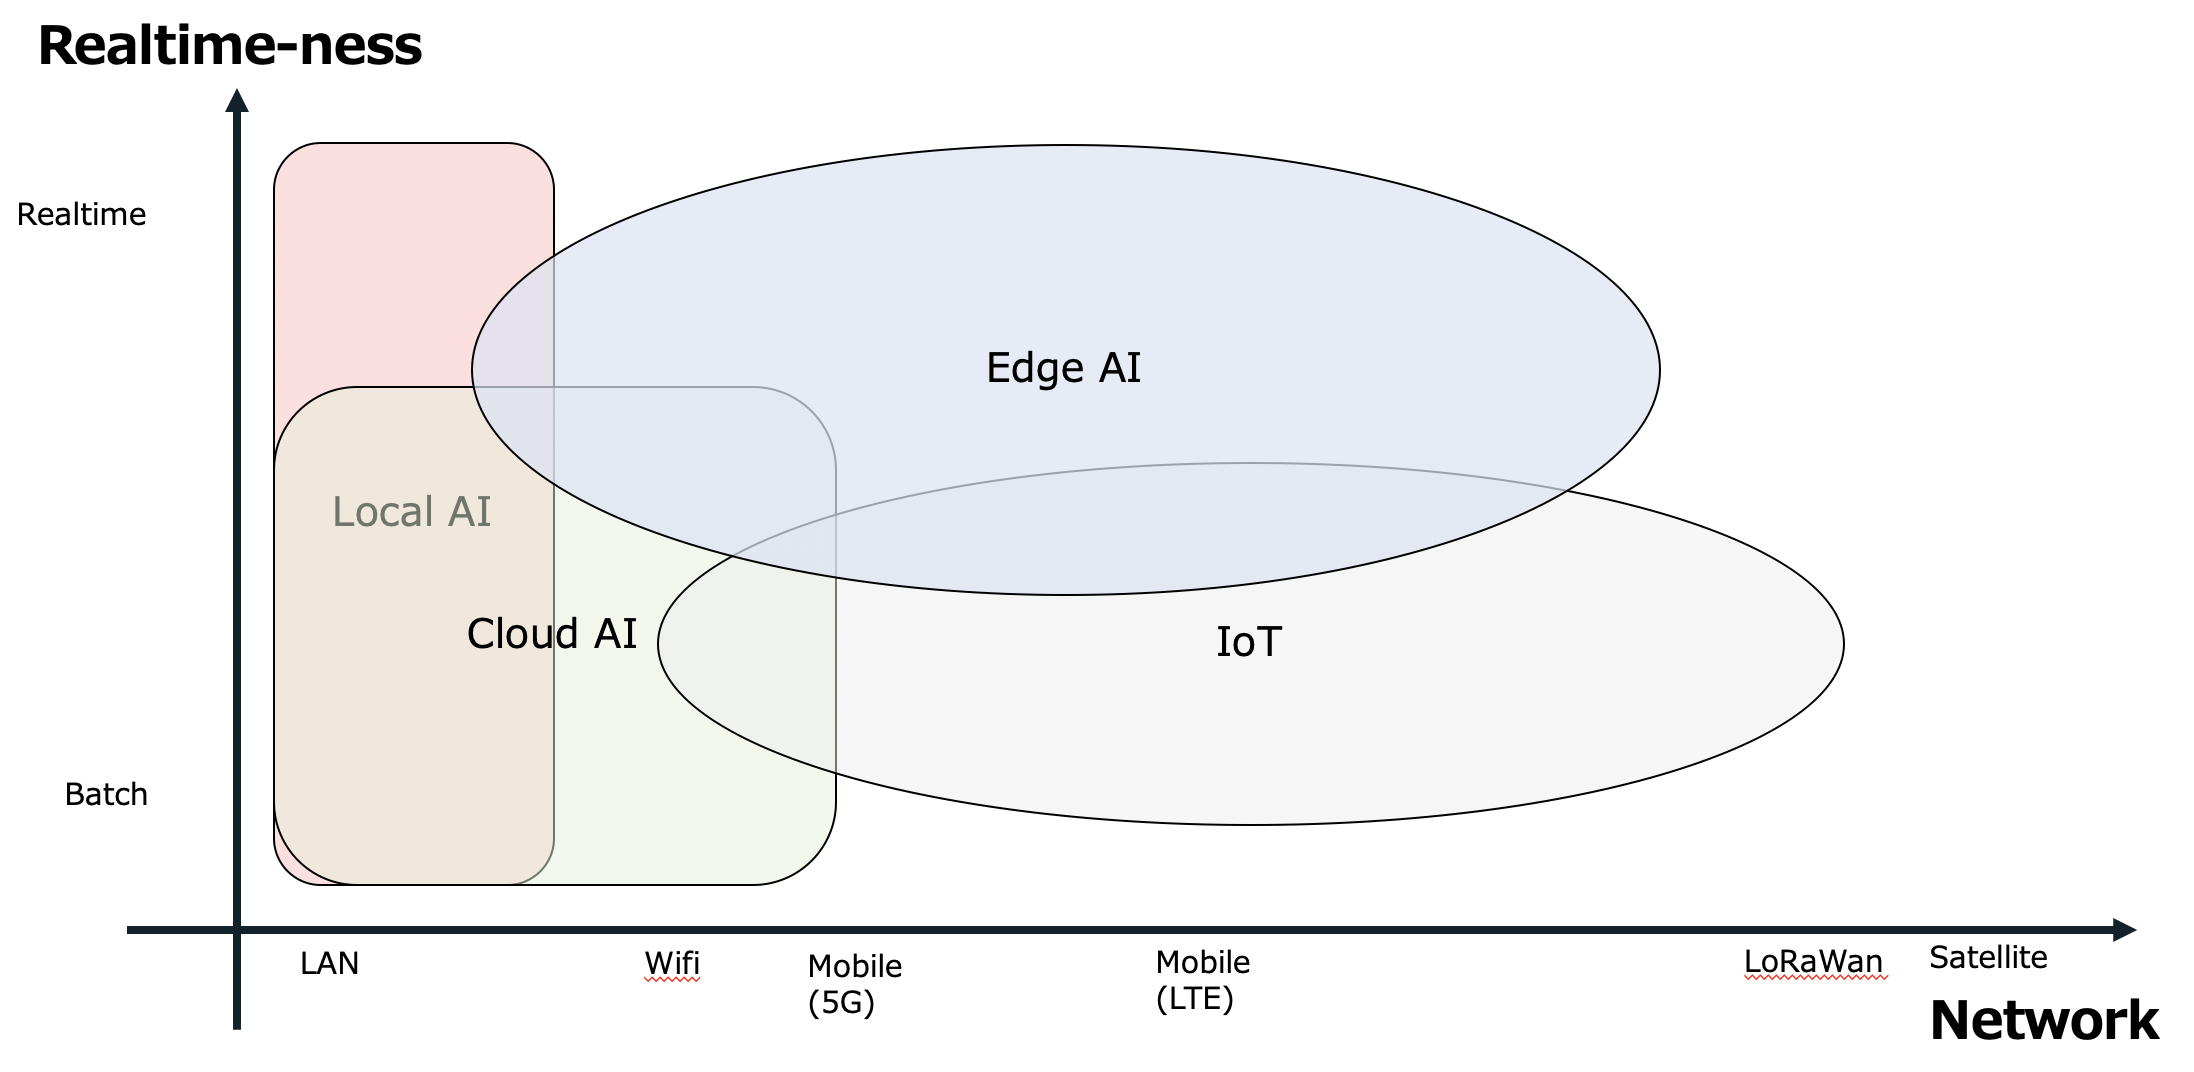 Realtime-ness
Realtime
Edge AI
Local AI
Cloud AI
IoT
Batch
LAN
Wifi
Mobile
(5G)
Mobile
(LTE)
LoRaWan
Satellite
Network